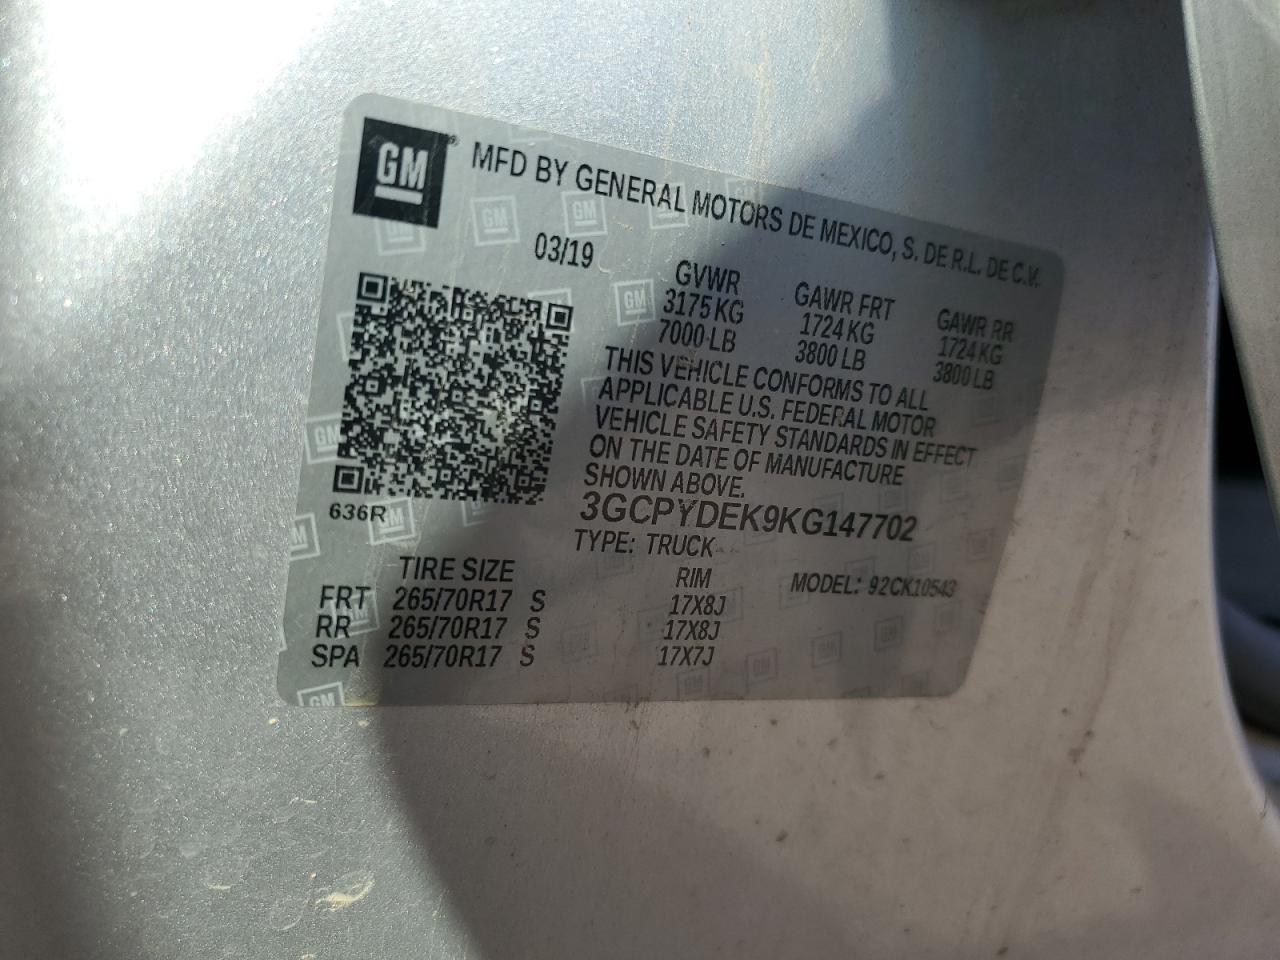 GM
MFD BY GENERAL MOTORS DE MEXICO, S. DE R.L. DE C.V.
03/19
GVWR GAWR FRT GAWR RR
3175 KG 1724 KG 1724 KG
7000 LB 3800 LB 3800 LB
THIS VEHICLE CONFORMS TO ALL
APPLICABLE U.S. FEDERAL MOTOR
VEHICLE SAFETY STANDARDS IN EFFECT
ON THE DATE OF MANUFACTURE
SHOWN ABOVE.
636R
3GCPYDEK9KG147702
TYPE: TRUCK
TIRE SIZE RIM MODEL: 92CK10543
FRT 265/70R17 S 17X8J
RR 265/70R17 S 17X8J
SPA 265/70R17 S 17X7J